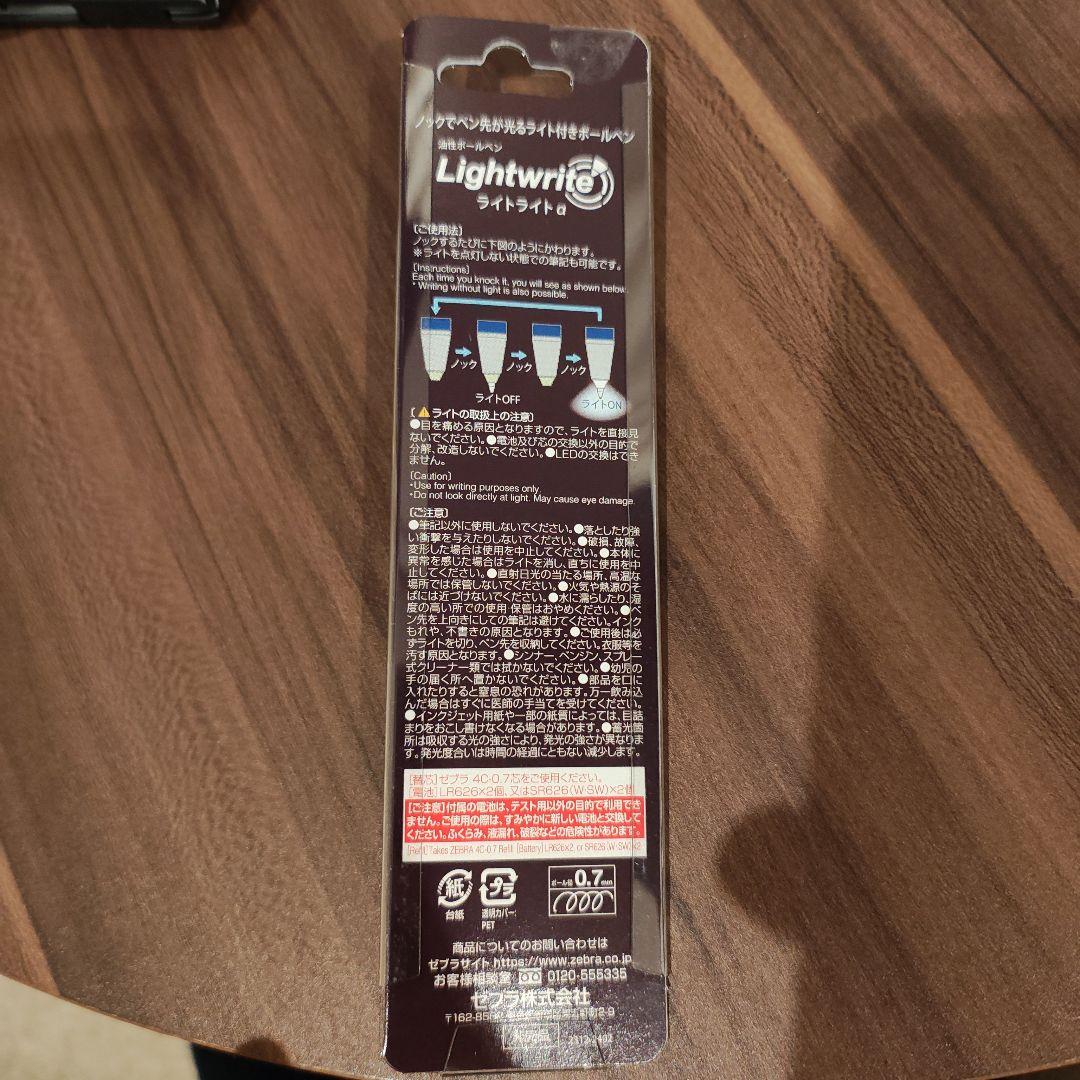 ノックでペン先が光るライト付きボールペン
油性ボールペン
Lightwrite
ライトライトα
〔ご使用法〕
ノックするたびに下図のようにかわります。
※ライトを点灯しない状態での筆記も可能です。
〔Instructions〕
Each time you knock it, you will see as shown below.
* Writing without light is also possible.
ノック ノック ノック
ライトOFF ライトON
〔⚠ライトの取扱上の注意〕
●目を痛める原因となりますので、ライトを直接見
ないでください。●電池及び芯の交換以外の目的で
分解、改造しないでください。●LEDの交換はでき
ません。
〔Caution〕
・Use for writing purposes only.
・Do not look directly at light. May cause eye damage.
〔ご注意〕
●筆記以外に使用しないでください。●落としたり強
い衝撃を与えたりしないでください。●破損、故障、
変形した場合は使用を中止してください。●本体に
異常を感じた場合はライトを消し、直ちに使用を中
止してください。●直射日光の当たる場所、高温な
場所では保管しないでください。●火気や熱源のそ
ばには近づけないでください。●水に濡らしたり、湿
度の高い所での使用・保管はおやめください。●ペ
ン先を上向きにしての筆記は避けてください。インク
もれや、不書きの原因となります。●ご使用後は必
ずライトを切り、ペン先を収納してください。衣服等を
汚す原因となります。●シンナー、ベンジン、スプレー
式クリーナー類では拭かないでください。●幼児の
手の届く所へ置かないでください。●部品を口に
入れたりすると窒息の恐れがあります。万一飲み込
んだ場合はすぐに医師の手当てを受けてください。
●インクジェット用紙や一部の紙質によっては、目詰
まりをおこし書けなくなる場合があります。●蓄光箇
所は吸収する光の強さにより、発光の強さが異なりま
す。発光度合いは時間の経過にともない減少します。
［替芯］ゼブラ 4C-0.7芯をご使用ください。
［電池］LR626×2個、又はSR626(W・SW)×2個
［ご注意］付属の電池は、テスト用以外の目的で利用でき
ません。ご使用の際は、すみやかに新しい電池と交換して
ください。ふくらみ、液漏れ、破裂などの危険性があります。
［Refill］Takes ZEBRA 4C-0.7 Refill［Battery］LR626×2, or SR626(W・SW)×2
紙 プラ ボール径 0.7mm
台紙 透明カバー:
PET
商品についてのお問い合わせは
ゼブラサイト https://www.zebra.co.jp
お客様相談室 0120-555335
ゼブラ株式会社